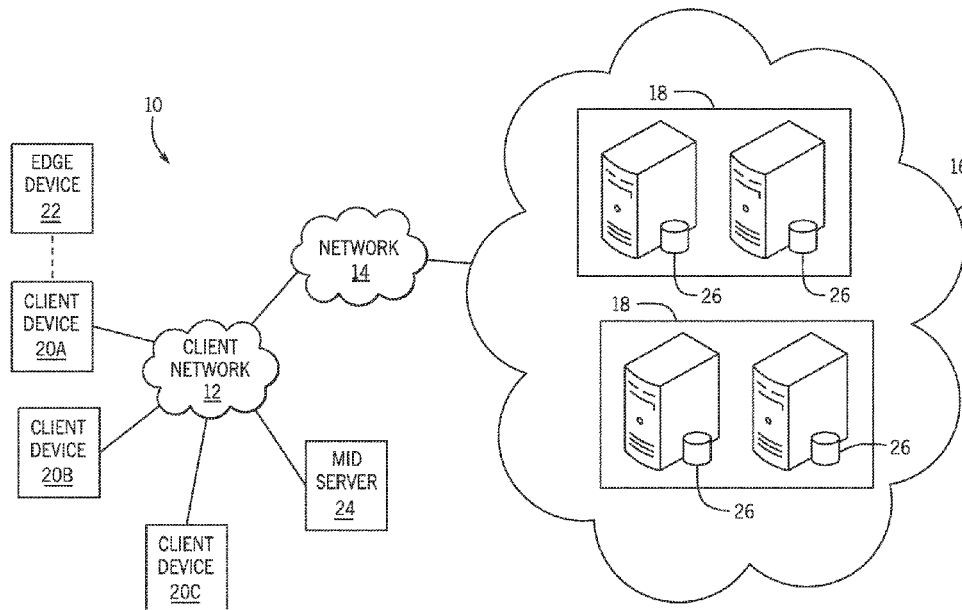 10
EDGE
DEVICE
22
CLIENT
DEVICE
20A
CLIENT
DEVICE
20B
CLIENT
DEVICE
20C
CLIENT
NETWORK
12
MID
SERVER
24
NETWORK
14
18
26
26
18
26
26
16